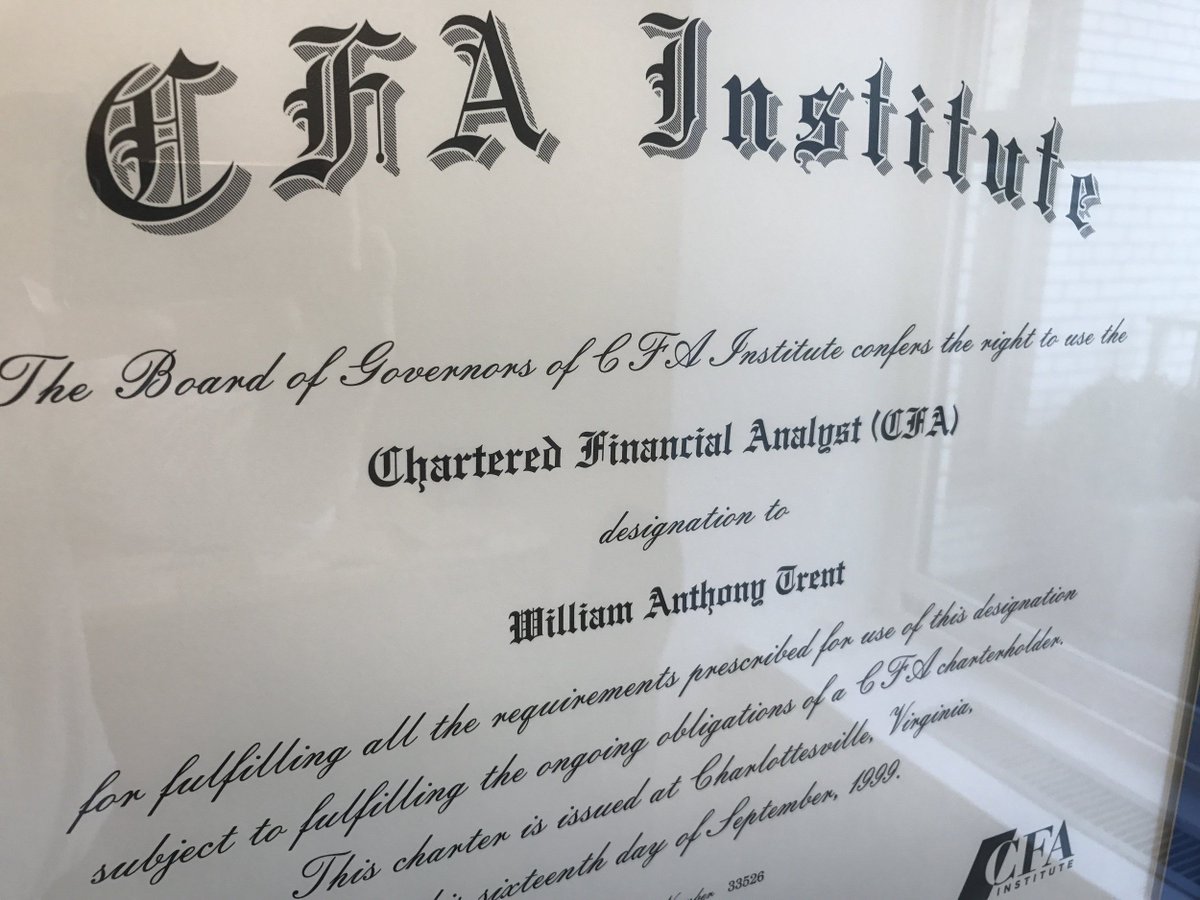 CFA Institute
The Board of Governors of CFA Institute confers the right to use the
Chartered Financial Analyst (CFA)
designation to
William Anthony Trent
for fulfilling all the requirements prescribed for use of this designation
subject to fulfilling the ongoing obligations of a CFA charterholder.
This charter is issued at Charlottesville, Virginia,
sixteenth day of September, 1999.
33526
CFA
INSTITUTE